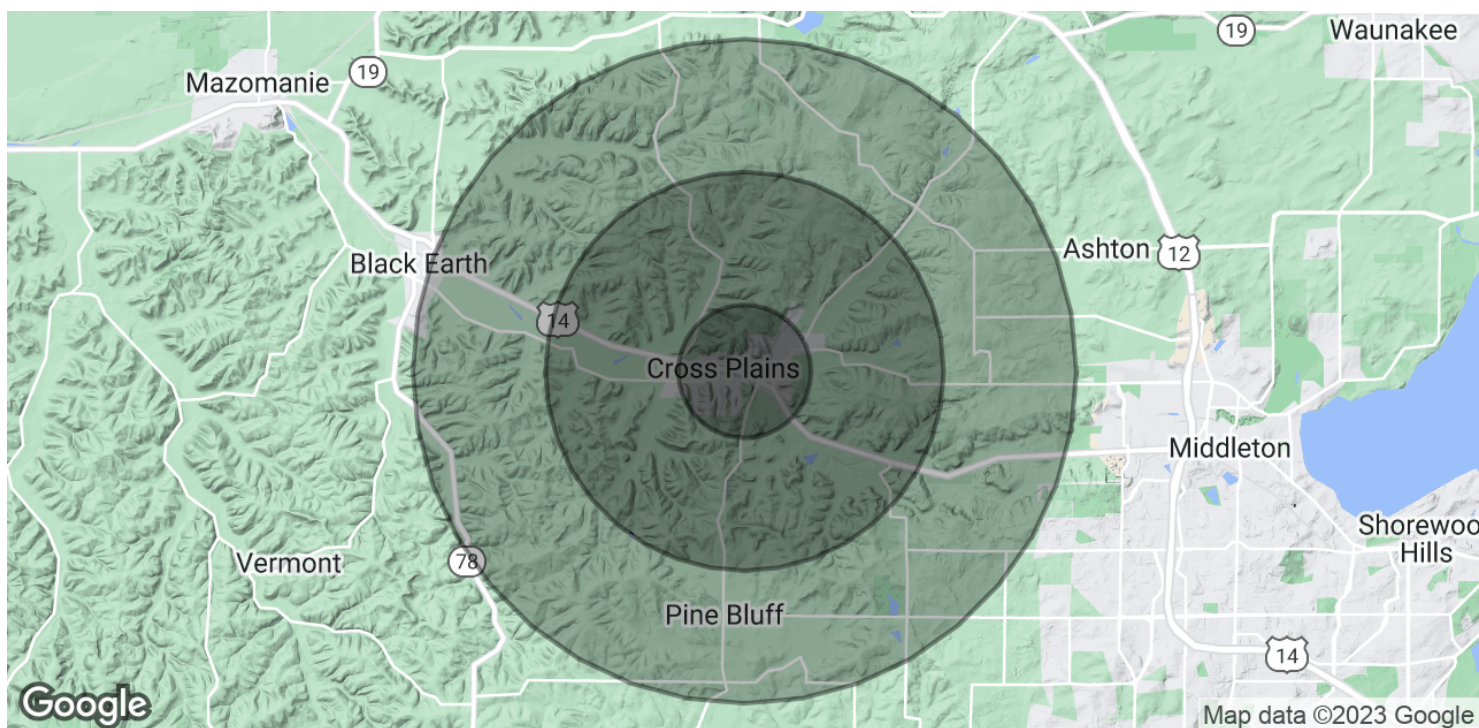 Waunakee
19
Mazomanie
19
Ashton
12
Black Earth
14
Cross Plains
Middleton
Shorewoo
Hills
Vermont
78
Pine Bluff
14
Google
Map data ©2023 Google